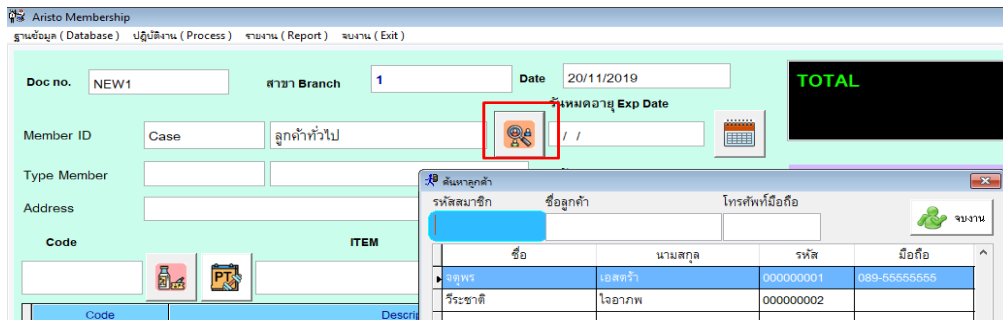 Aristo Membership
ฐานข้อมูล ( Database ) ปฏิบัติงาน ( Process ) รายงาน ( Report ) จบงาน ( Exit )
Doc no. NEW1 สาขา Branch 1 Date 20/11/2019 TOTAL
วันหมดอายุ Exp Date
Member ID Case ลูกค้าทั่วไป / /
Type Member
ค้นหาลูกค้า
รหัสสมาชิก ชื่อลูกค้า โทรศัพท์มือถือ
Address
จบงาน
Code ITEM
ชื่อ นามสกุล รหัส มือถือ
PT
จตุพร เอสตร้า 000000001 089-55555555
วีระชาติ ใจอาภพ 000000002
Code Descrip